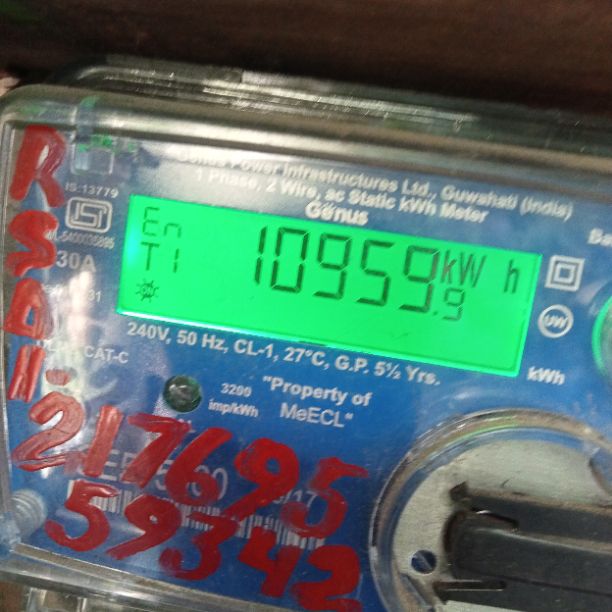 Genus Power Infrastructures Ltd., Guwahati (India)
1 Phase, 2 Wire, ac Static kWh Meter
Genus
IS:13779
30A
En
T1
10959.9 kWh
UW
kWh
240V, 50 Hz, CL-1, 27°C, G.P. 5½ Yrs.
CAT-C
3200
imp/kWh
"Property of
MeECL"
217695
59342